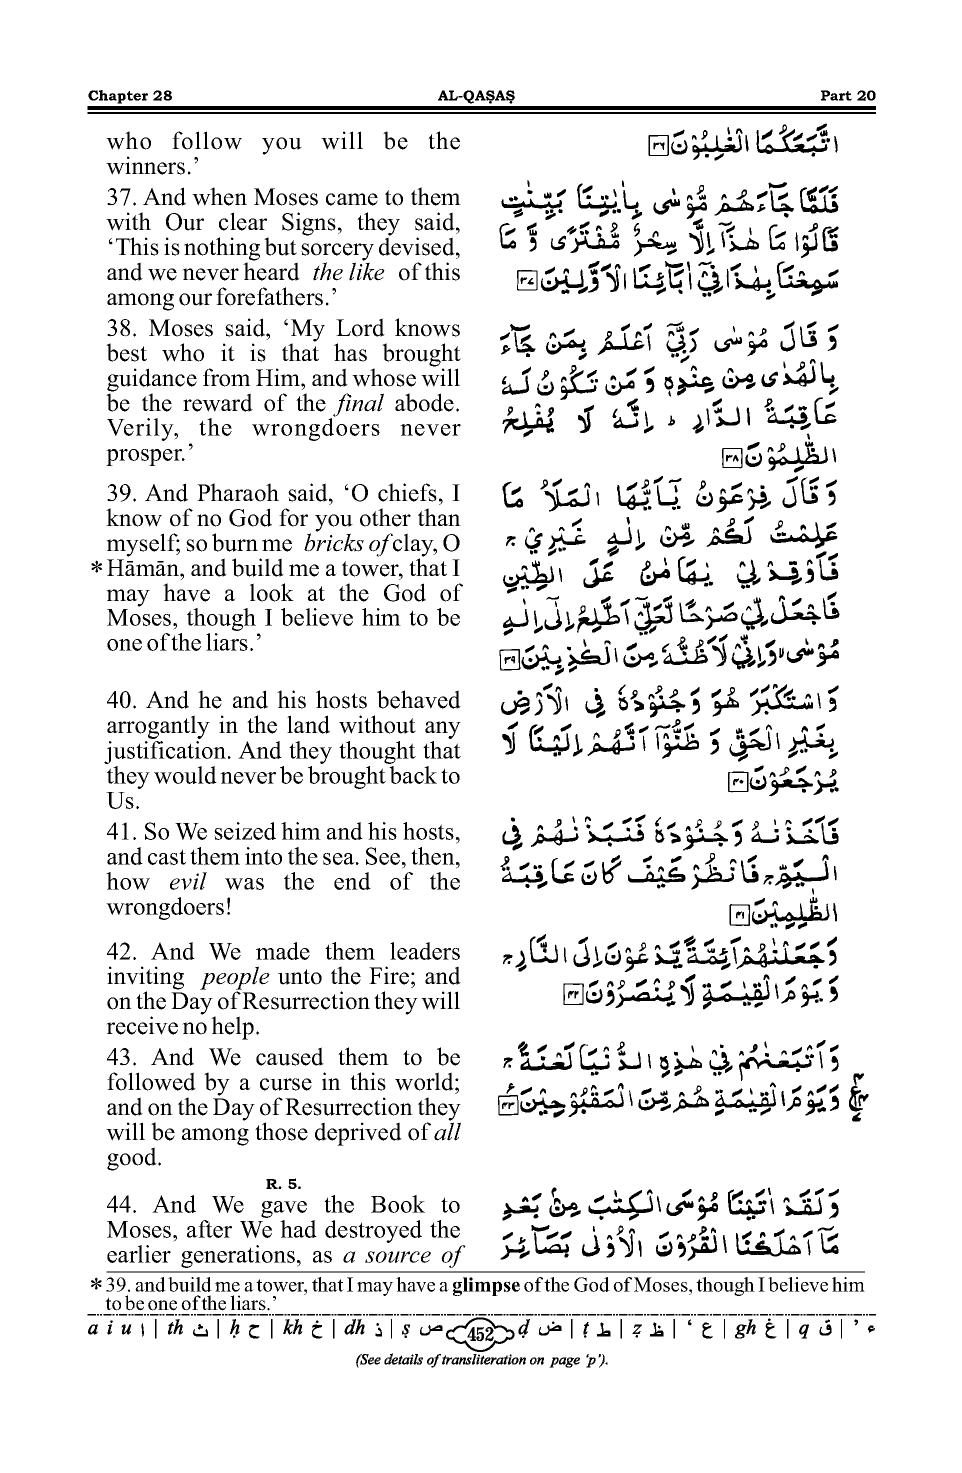 Chapter 28 AL-QAṢAṢ Part 20
who follow you will be the
winners.’
37. And when Moses came to them
with Our clear Signs, they said,
‘This is nothing but sorcery devised,
and we never heard the like of this
among our forefathers.’
38. Moses said, ‘My Lord knows
best who it is that has brought
guidance from Him, and whose will
be the reward of the final abode.
Verily, the wrongdoers never
prosper.’
39. And Pharaoh said, ‘O chiefs, I
know of no God for you other than
myself; so burn me bricks of clay, O
*Hāmān, and build me a tower, that I
may have a look at the God of
Moses, though I believe him to be
one of the liars.’
40. And he and his hosts behaved
arrogantly in the land without any
justification. And they thought that
they would never be brought back to
Us.
41. So We seized him and his hosts,
and cast them into the sea. See, then,
how evil was the end of the
wrongdoers!
42. And We made them leaders
inviting people unto the Fire; and
on the Day of Resurrection they will
receive no help.
43. And We caused them to be
followed by a curse in this world;
and on the Day of Resurrection they
will be among those deprived of all
good.
R. 5.
44. And We gave the Book to
Moses, after We had destroyed the
earlier generations, as a source of
اتَّبَعَكُمَا الْغٰلِبُوْنَ ۳۶
فَلَمَّا جَآءَهُمْ مُّوْسٰى بِاٰيٰتِنَا بَيِّنٰتٍ
قَالُوْا مَا هٰذَآ اِلَّا سِحْرٌ مُّفْتَرًى وَّ مَا
سَمِعْنَا بِهٰذَا فِيْۤ اٰبَآئِنَا الْاَوَّلِيْنَ ۳۷
وَ قَالَ مُوْسٰى رَبِّيْۤ اَعْلَمُ بِمَنْ جَآءَ
بِالْهُدٰى مِنْ عِنْدِهٖ وَ مَنْ تَكُوْنُ لَهٗ
عَاقِبَةُ الدَّارِ ؕ اِنَّهٗ لَا يُفْلِحُ
الظّٰلِمُوْنَ ۳۸
وَ قَالَ فِرْعَوْنُ يٰۤاَيُّهَا الْمَلَاُ مَا
عَلِمْتُ لَكُمْ مِّنْ اِلٰهٍ غَيْرِيْ ۚ
فَاَوْقِدْ لِيْ يٰهَامٰنُ عَلَى الطِّيْنِ
فَاجْعَلْ لِّيْ صَرْحًا لَّعَلِّيْۤ اَطَّلِعُ اِلٰۤى اِلٰهِ
مُوْسٰى ۙ وَ اِنِّيْ لَاَظُنُّهٗ مِنَ الْكٰذِبِيْنَ ۳۹
وَ اسْتَكْبَرَ هُوَ وَ جُنُوْدُهٗ فِى الْاَرْضِ
بِغَيْرِ الْحَقِّ وَ ظَنُّوْۤا اَنَّهُمْ اِلَيْنَا لَا
يُرْجَعُوْنَ ۴۰
فَاَخَذْنٰهُ وَ جُنُوْدَهٗ فَنَبَذْنٰهُمْ فِى
الْيَمِّ ۚ فَانْظُرْ كَيْفَ كَانَ عَاقِبَةُ
الظّٰلِمِيْنَ ۴۱
وَ جَعَلْنٰهُمْ اَئِمَّةً يَّدْعُوْنَ اِلَى النَّارِ ۚ
وَ يَوْمَ الْقِيٰمَةِ لَا يُنْصَرُوْنَ ۴۲
وَ اَتْبَعْنٰهُمْ فِيْ هٰذِهِ الدُّنْيَا لَعْنَةً ۚ
وَ يَوْمَ الْقِيٰمَةِ هُمْ مِّنَ الْمَقْبُوْحِيْنَ ۴۳
وَ لَقَدْ اٰتَيْنَا مُوْسَى الْكِتٰبَ مِنْۢ بَعْدِ
مَاۤ اَهْلَكْنَا الْقُرُوْنَ الْاُوْلٰى بَصَآئِرَ
*39. and build me a tower, that I may have a glimpse of the God of Moses, though I believe him
to be one of the liars.’
a i u ا | th ث | ḥ ح | kh خ | dh ذ | ṣ ص 452 ḍ ض | ṭ ط | ẓ ظ | ‘ ع | gh غ | q ق | ’ ء
(See details of transliteration on page ‘p’).